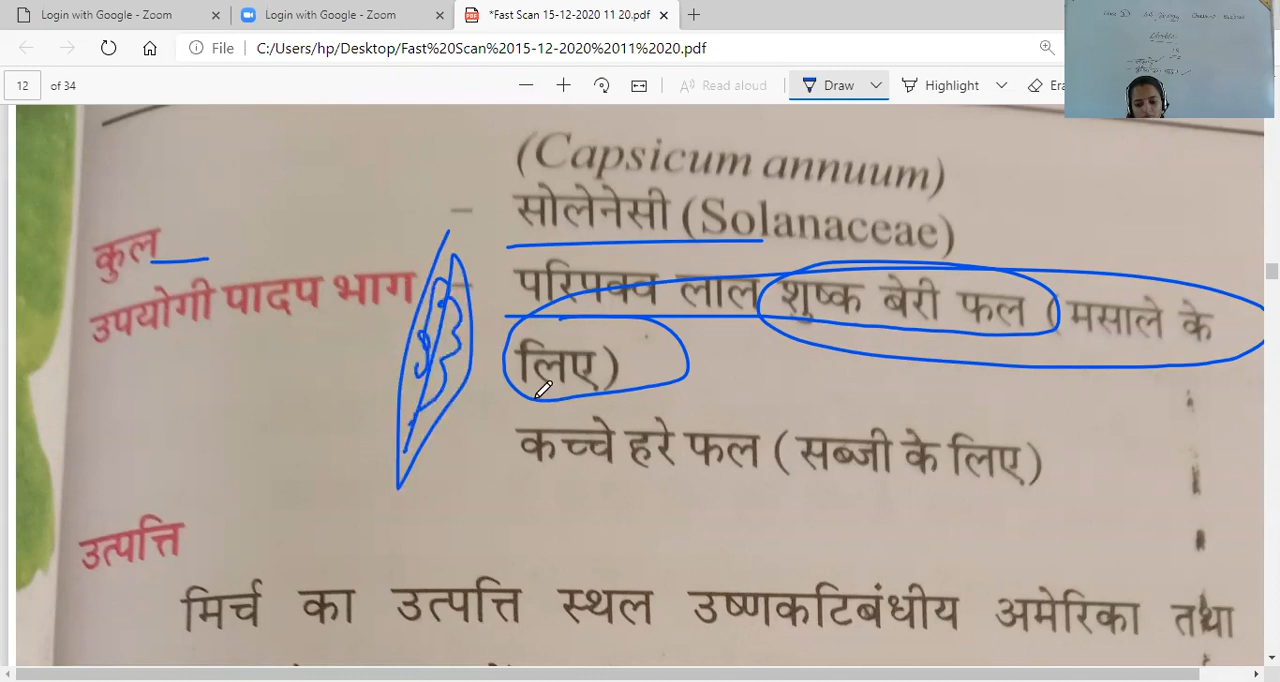 Login with Google - Zoom
Login with Google - Zoom
*Fast Scan 15-12-2020 11 20.pdf
File
C:/Users/hp/Desktop/Fast%20Scan%2015-12-2020%2011%2020.pdf
12 of 34
Read aloud
Draw
Highlight
Era
(Capsicum annuum)
कुल – सोलेनेसी (Solanaceae)
उपयोगी पादप भाग – परिपक्व लाल शुष्क बेरी फल (मसाले के
लिए)
कच्चे हरे फल (सब्जी के लिए)
उत्पत्ति
मिर्च का उत्पत्ति स्थल उष्णकटिबंधीय अमेरिका तथा